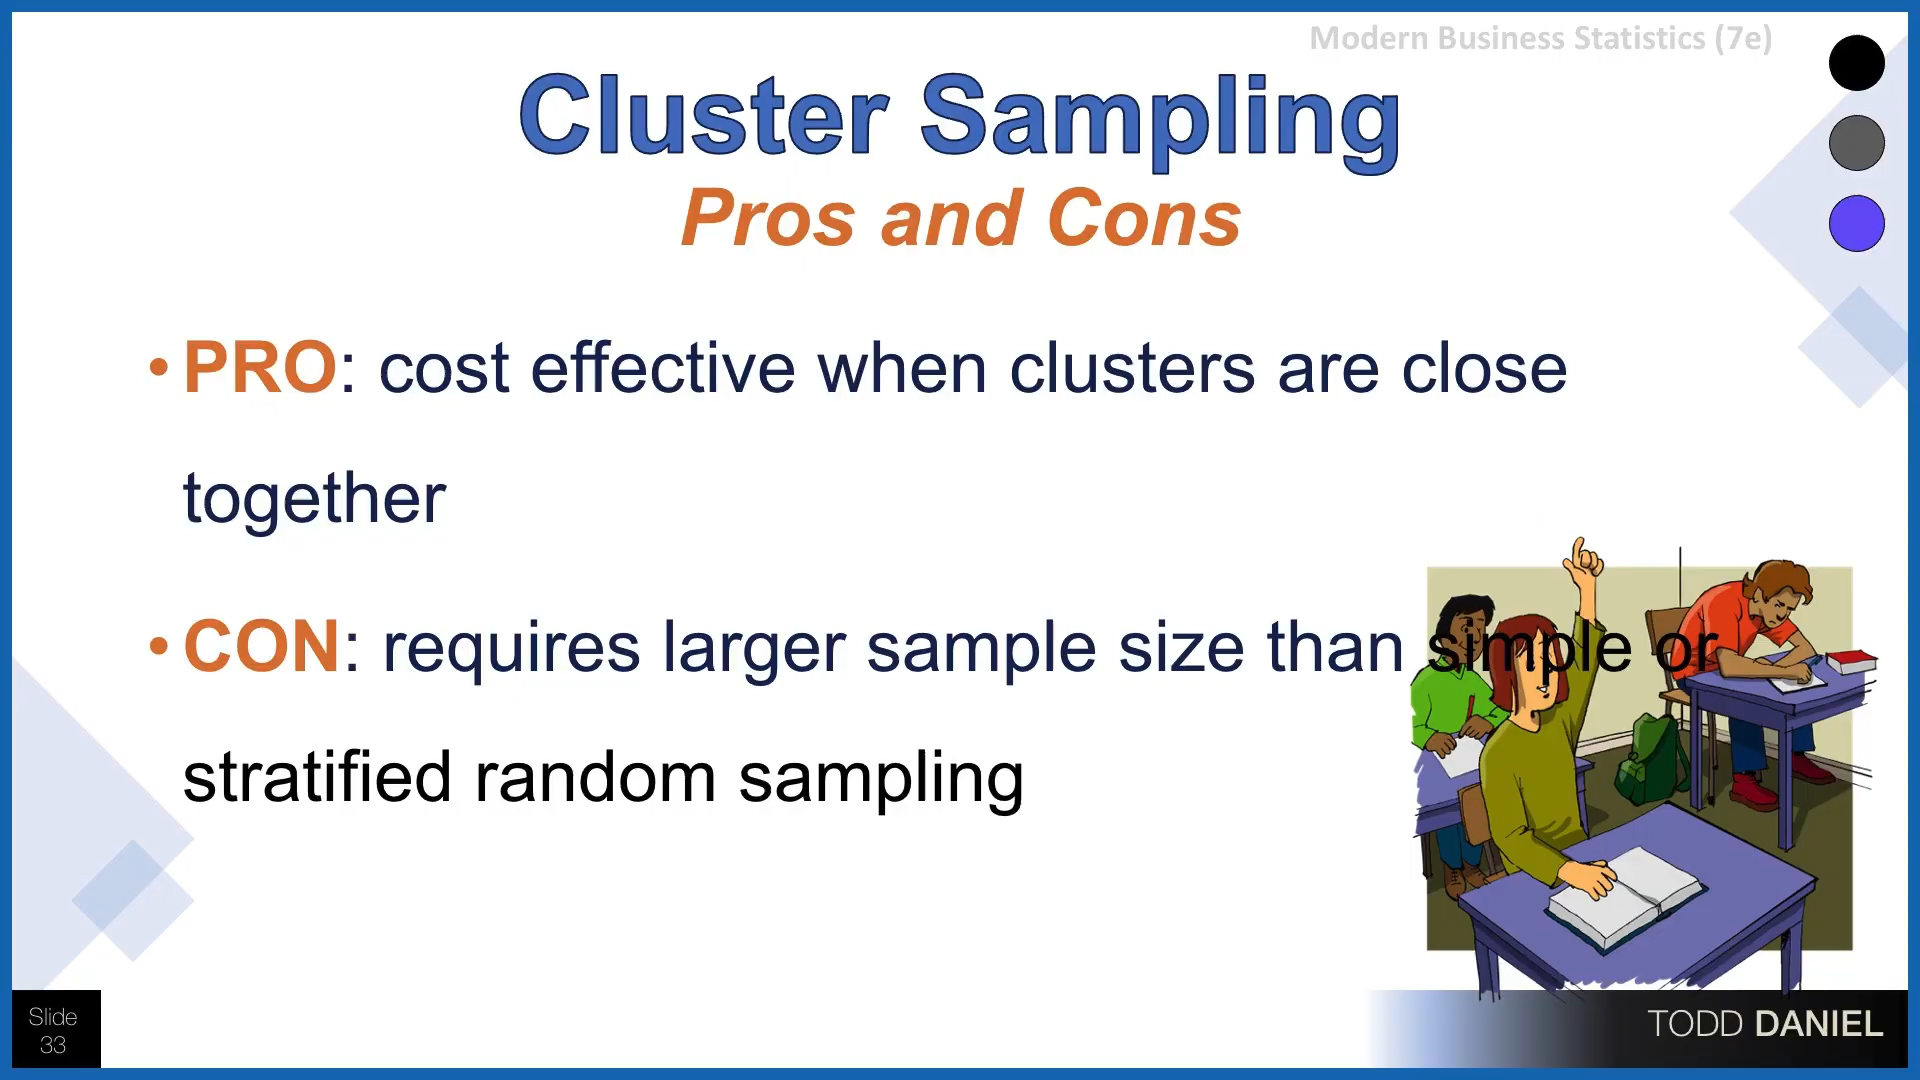 Modern Business Statistics (7e)
Cluster Sampling
Pros and Cons
• PRO: cost effective when clusters are close
together
• CON: requires larger sample size than simple or
stratified random sampling
Slide
33
TODD DANIEL